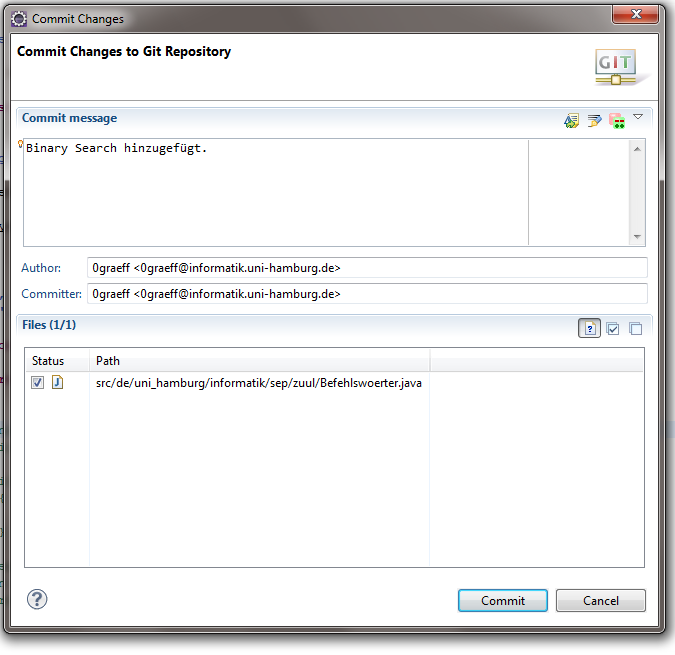 Commit Changes
Commit Changes to Git Repository
GIT
Commit message
Binary Search hinzugefügt.
Author: 0graeff <0graeff@informatik.uni-hamburg.de>
Committer: 0graeff <0graeff@informatik.uni-hamburg.de>
Files (1/1)
Status Path
src/de/uni_hamburg/informatik/sep/zuul/Befehlswoerter.java
Commit Cancel